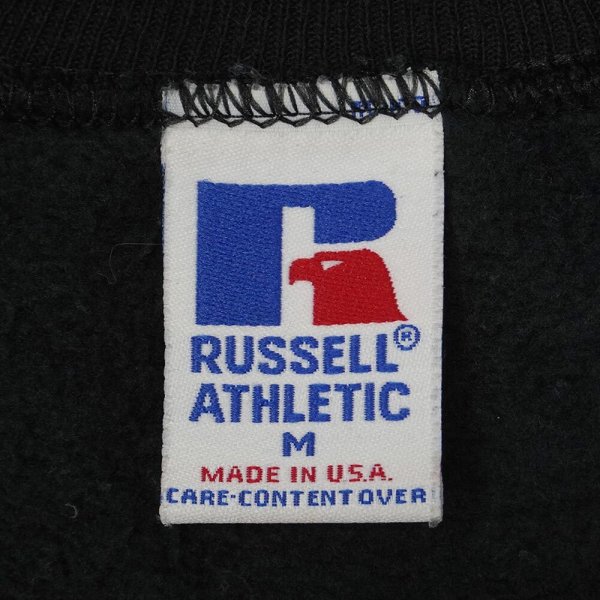 RUSSELL®
ATHLETIC
M
MADE IN U.S.A.
CARE-CONTENT OVER